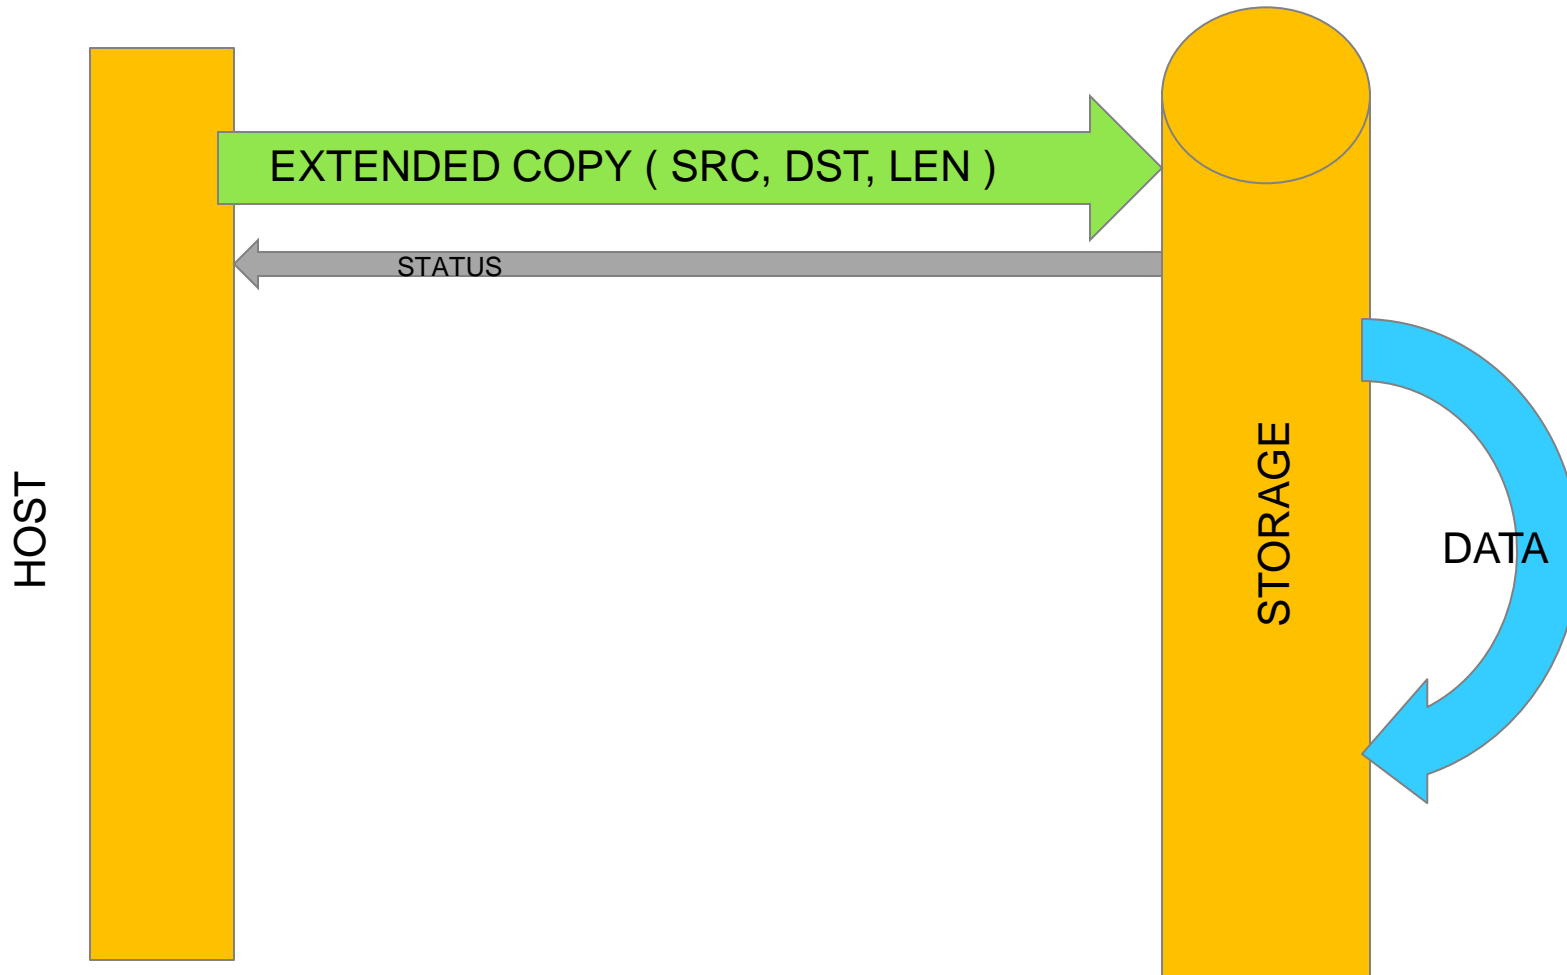 EXTENDED COPY ( SRC, DST, LEN )
STATUS
HOST
STORAGE
DATA